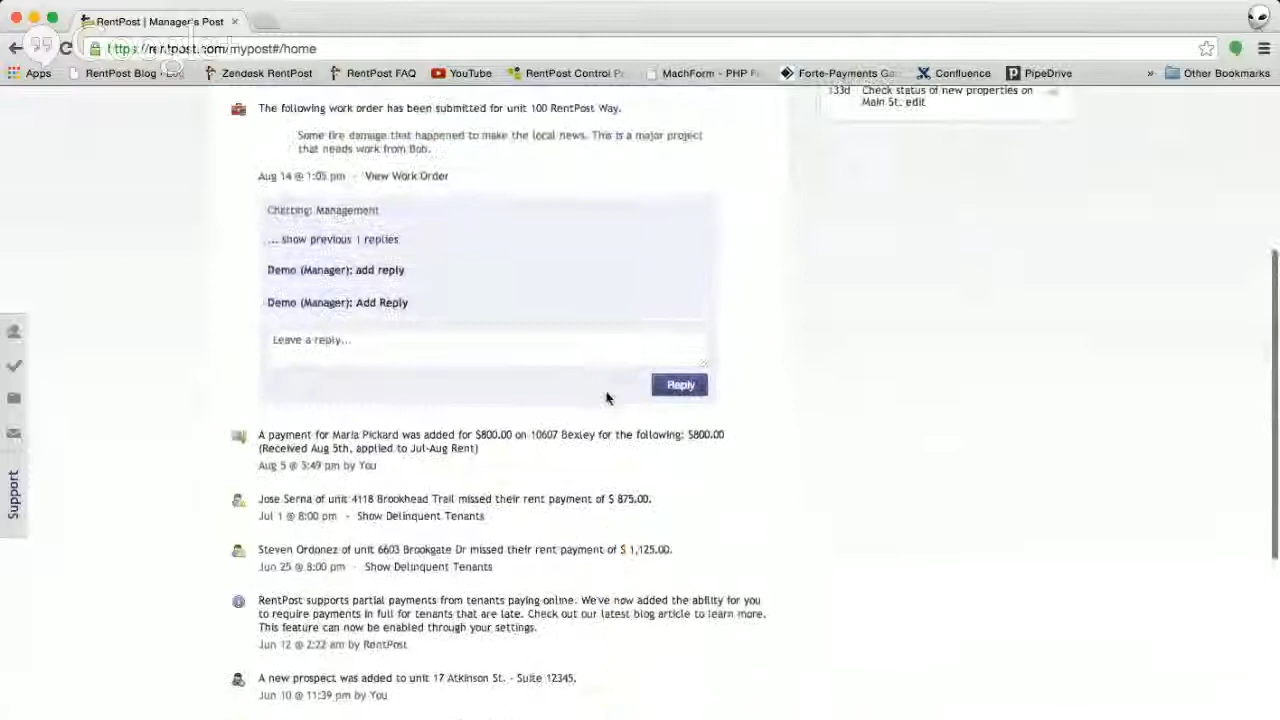 RentPost | Manager's Post
https://rentpost.com/mypost#/home
Apps
RentPost Blog - Log
Zendesk RentPost
RentPost FAQ
YouTube
RentPost Control P
MachForm - PHP F
Forte-Payments Ga
Confluence
PipeDrive
»
Other Bookmarks
133d Check status of new properties on
Main St. edit
The following work order has been submitted for unit 100 RentPost Way.
Some fire damage that happened to make the local news. This is a major project
that needs work from Bob.
Aug 14 @ 1:05 pm - View Work Order
Chatting: Management
... show previous 1 replies
Demo (Manager): add reply
Demo (Manager): Add Reply
Leave a reply...
Reply
A payment for Maria Pickard was added for $800.00 on 10607 Bexley for the following: $800.00
(Received Aug 5th, applied to Jul-Aug Rent)
Aug 5 @ 3:49 pm by You
Jose Serna of unit 4118 Brookhead Trail missed their rent payment of $ 875.00.
Jul 1 @ 8:00 pm - Show Delinquent Tenants
Steven Ordonez of unit 6603 Brookgate Dr missed their rent payment of $ 1,125.00.
Jun 25 @ 8:00 pm - Show Delinquent Tenants
RentPost supports partial payments from tenants paying online. We've now added the ability for you
to require payments in full for tenants that are late. Check out our latest blog article to learn more.
This feature can now be enabled through your settings.
Jun 12 @ 2:22 am by RentPost
A new prospect was added to unit 17 Atkinson St. - Suite 12345.
Jun 10 @ 11:39 pm by You
Support